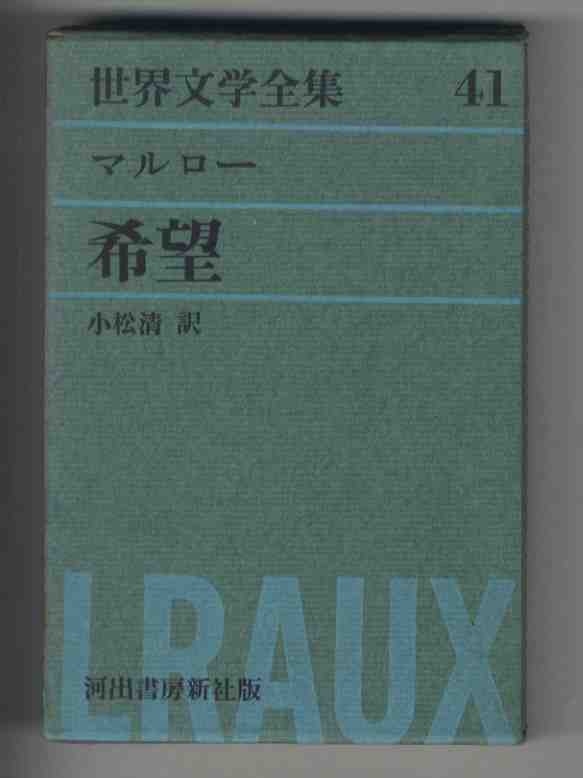 世界文学全集 41
マルロー
希望
小松清 訳
LRAUX
河出書房新社版